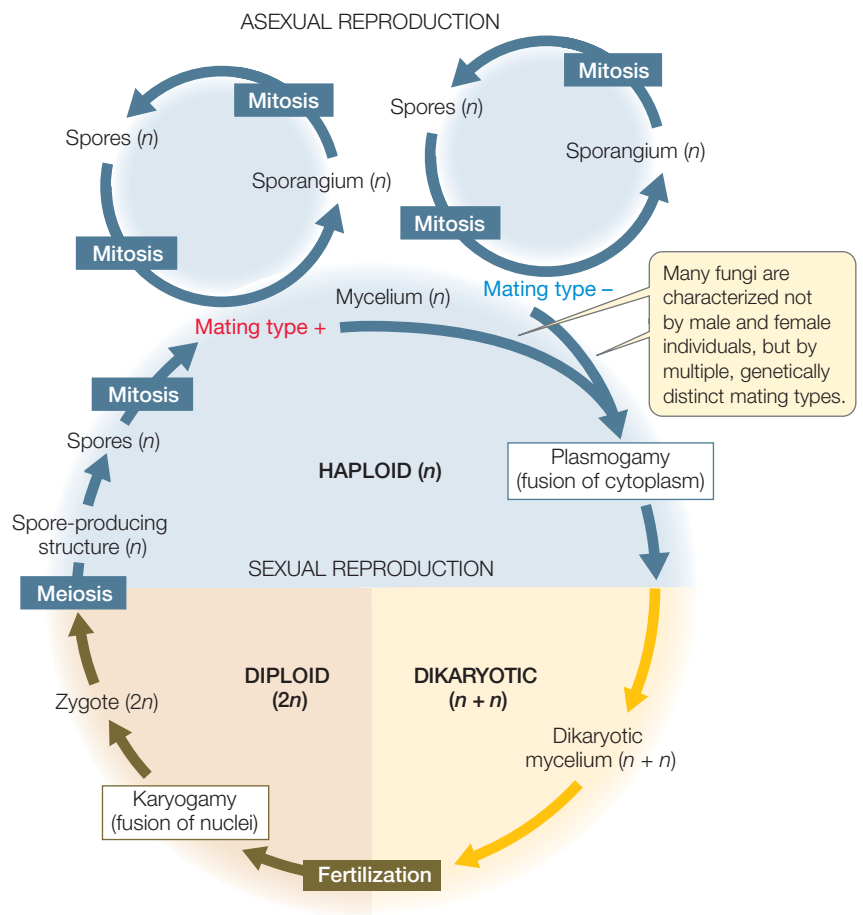 ASEXUAL REPRODUCTION
Mitosis
Spores (n)
Sporangium (n)
Mitosis
Mitosis
Spores (n)
Sporangium (n)
Mitosis
Mating type +
Mycelium (n)
Mating type –
Many fungi are
characterized not
by male and female
individuals, but by
multiple, genetically
distinct mating types.
Mitosis
Spores (n)
HAPLOID (n)
Plasmogamy
(fusion of cytoplasm)
Spore-producing
structure (n)
SEXUAL REPRODUCTION
Meiosis
DIPLOID
(2n)
DIKARYOTIC
(n + n)
Zygote (2n)
Dikaryotic
mycelium (n + n)
Karyogamy
(fusion of nuclei)
Fertilization